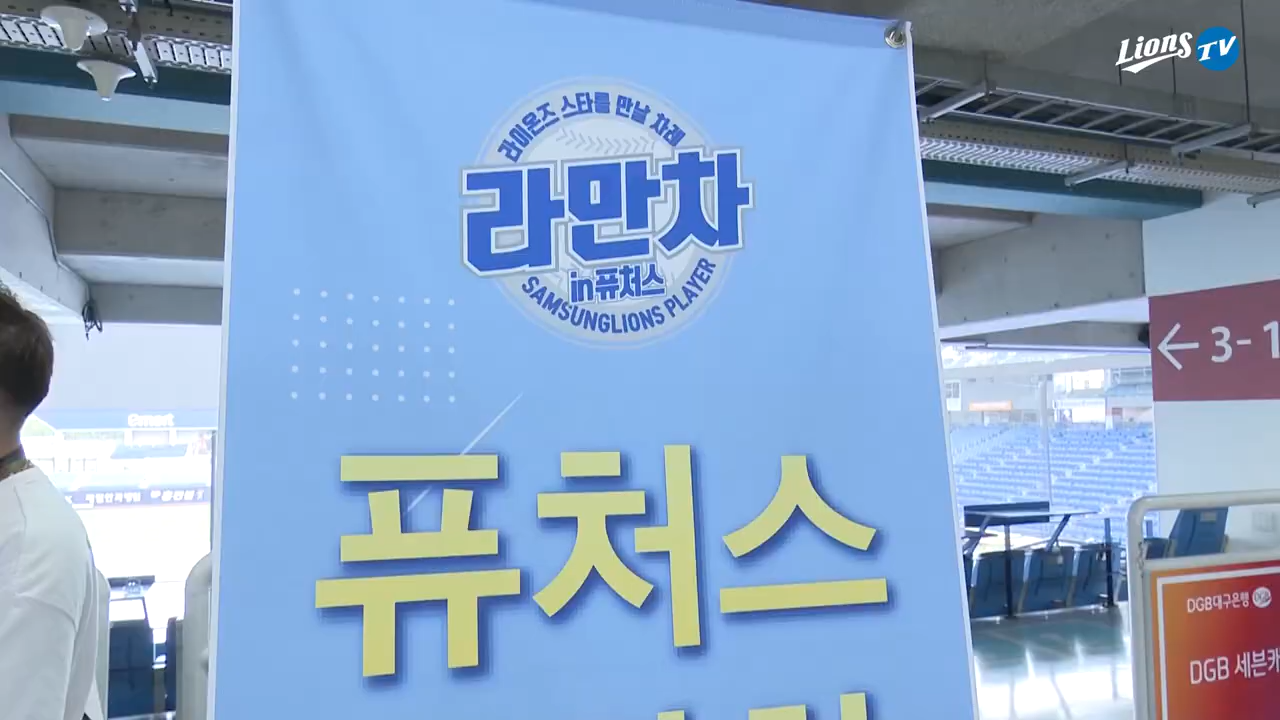 Lions TV
라이온즈 스타를 만날 차례
라만차
in퓨처스
SAMSUNGLIONS PLAYER
퓨처스
← 3-1
DGB대구은행
DGB 세븐